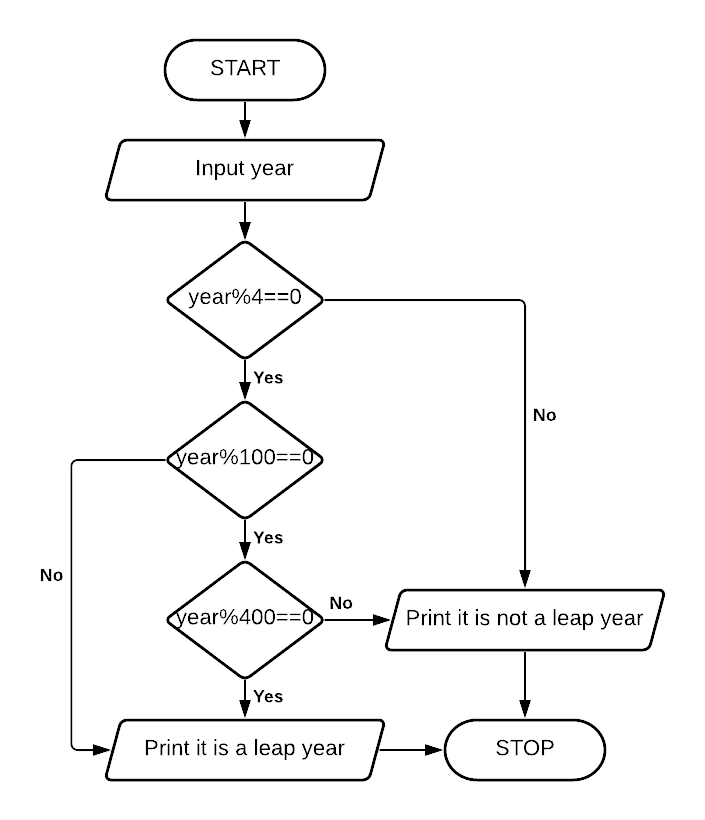 START
Input year
year%4==0
Yes
No
year%100==0
Yes
No
year%400==0
No
Print it is not a leap year
Yes
Print it is a leap year
STOP